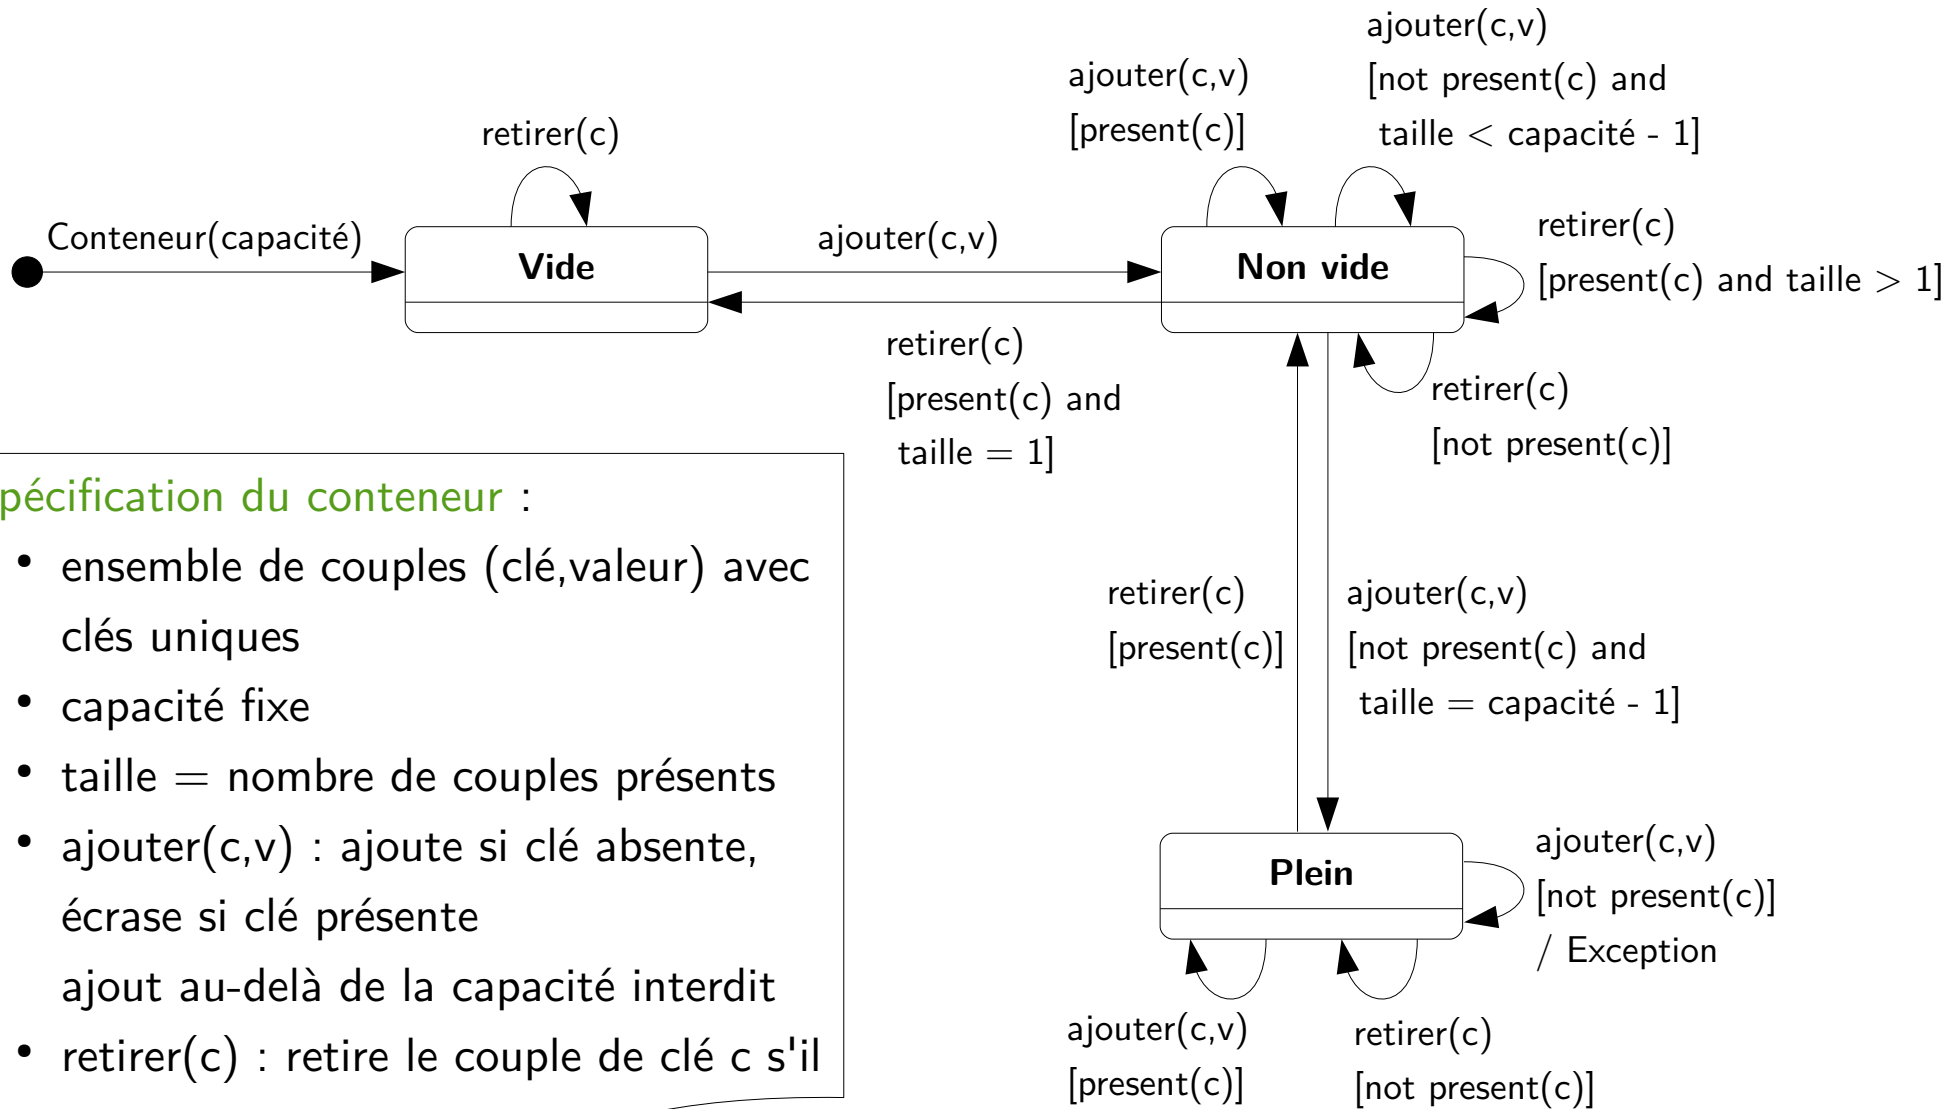 ajouter(c,v)
[not present(c) and
taille < capacité - 1]
ajouter(c,v)
[present(c)]
retirer(c)
Conteneur(capacité)
Vide
ajouter(c,v)
Non vide
retirer(c)
[present(c) and taille > 1]
retirer(c)
[present(c) and
taille = 1]
retirer(c)
[not present(c)]
pécification du conteneur :
• ensemble de couples (clé,valeur) avec
clés uniques
• capacité fixe
• taille = nombre de couples présents
• ajouter(c,v) : ajoute si clé absente,
écrase si clé présente
ajout au-delà de la capacité interdit
• retirer(c) : retire le couple de clé c s'il
retirer(c)
[present(c)]
ajouter(c,v)
[not present(c) and
taille = capacité - 1]
Plein
ajouter(c,v)
[not present(c)]
/ Exception
ajouter(c,v)
[present(c)]
retirer(c)
[not present(c)]